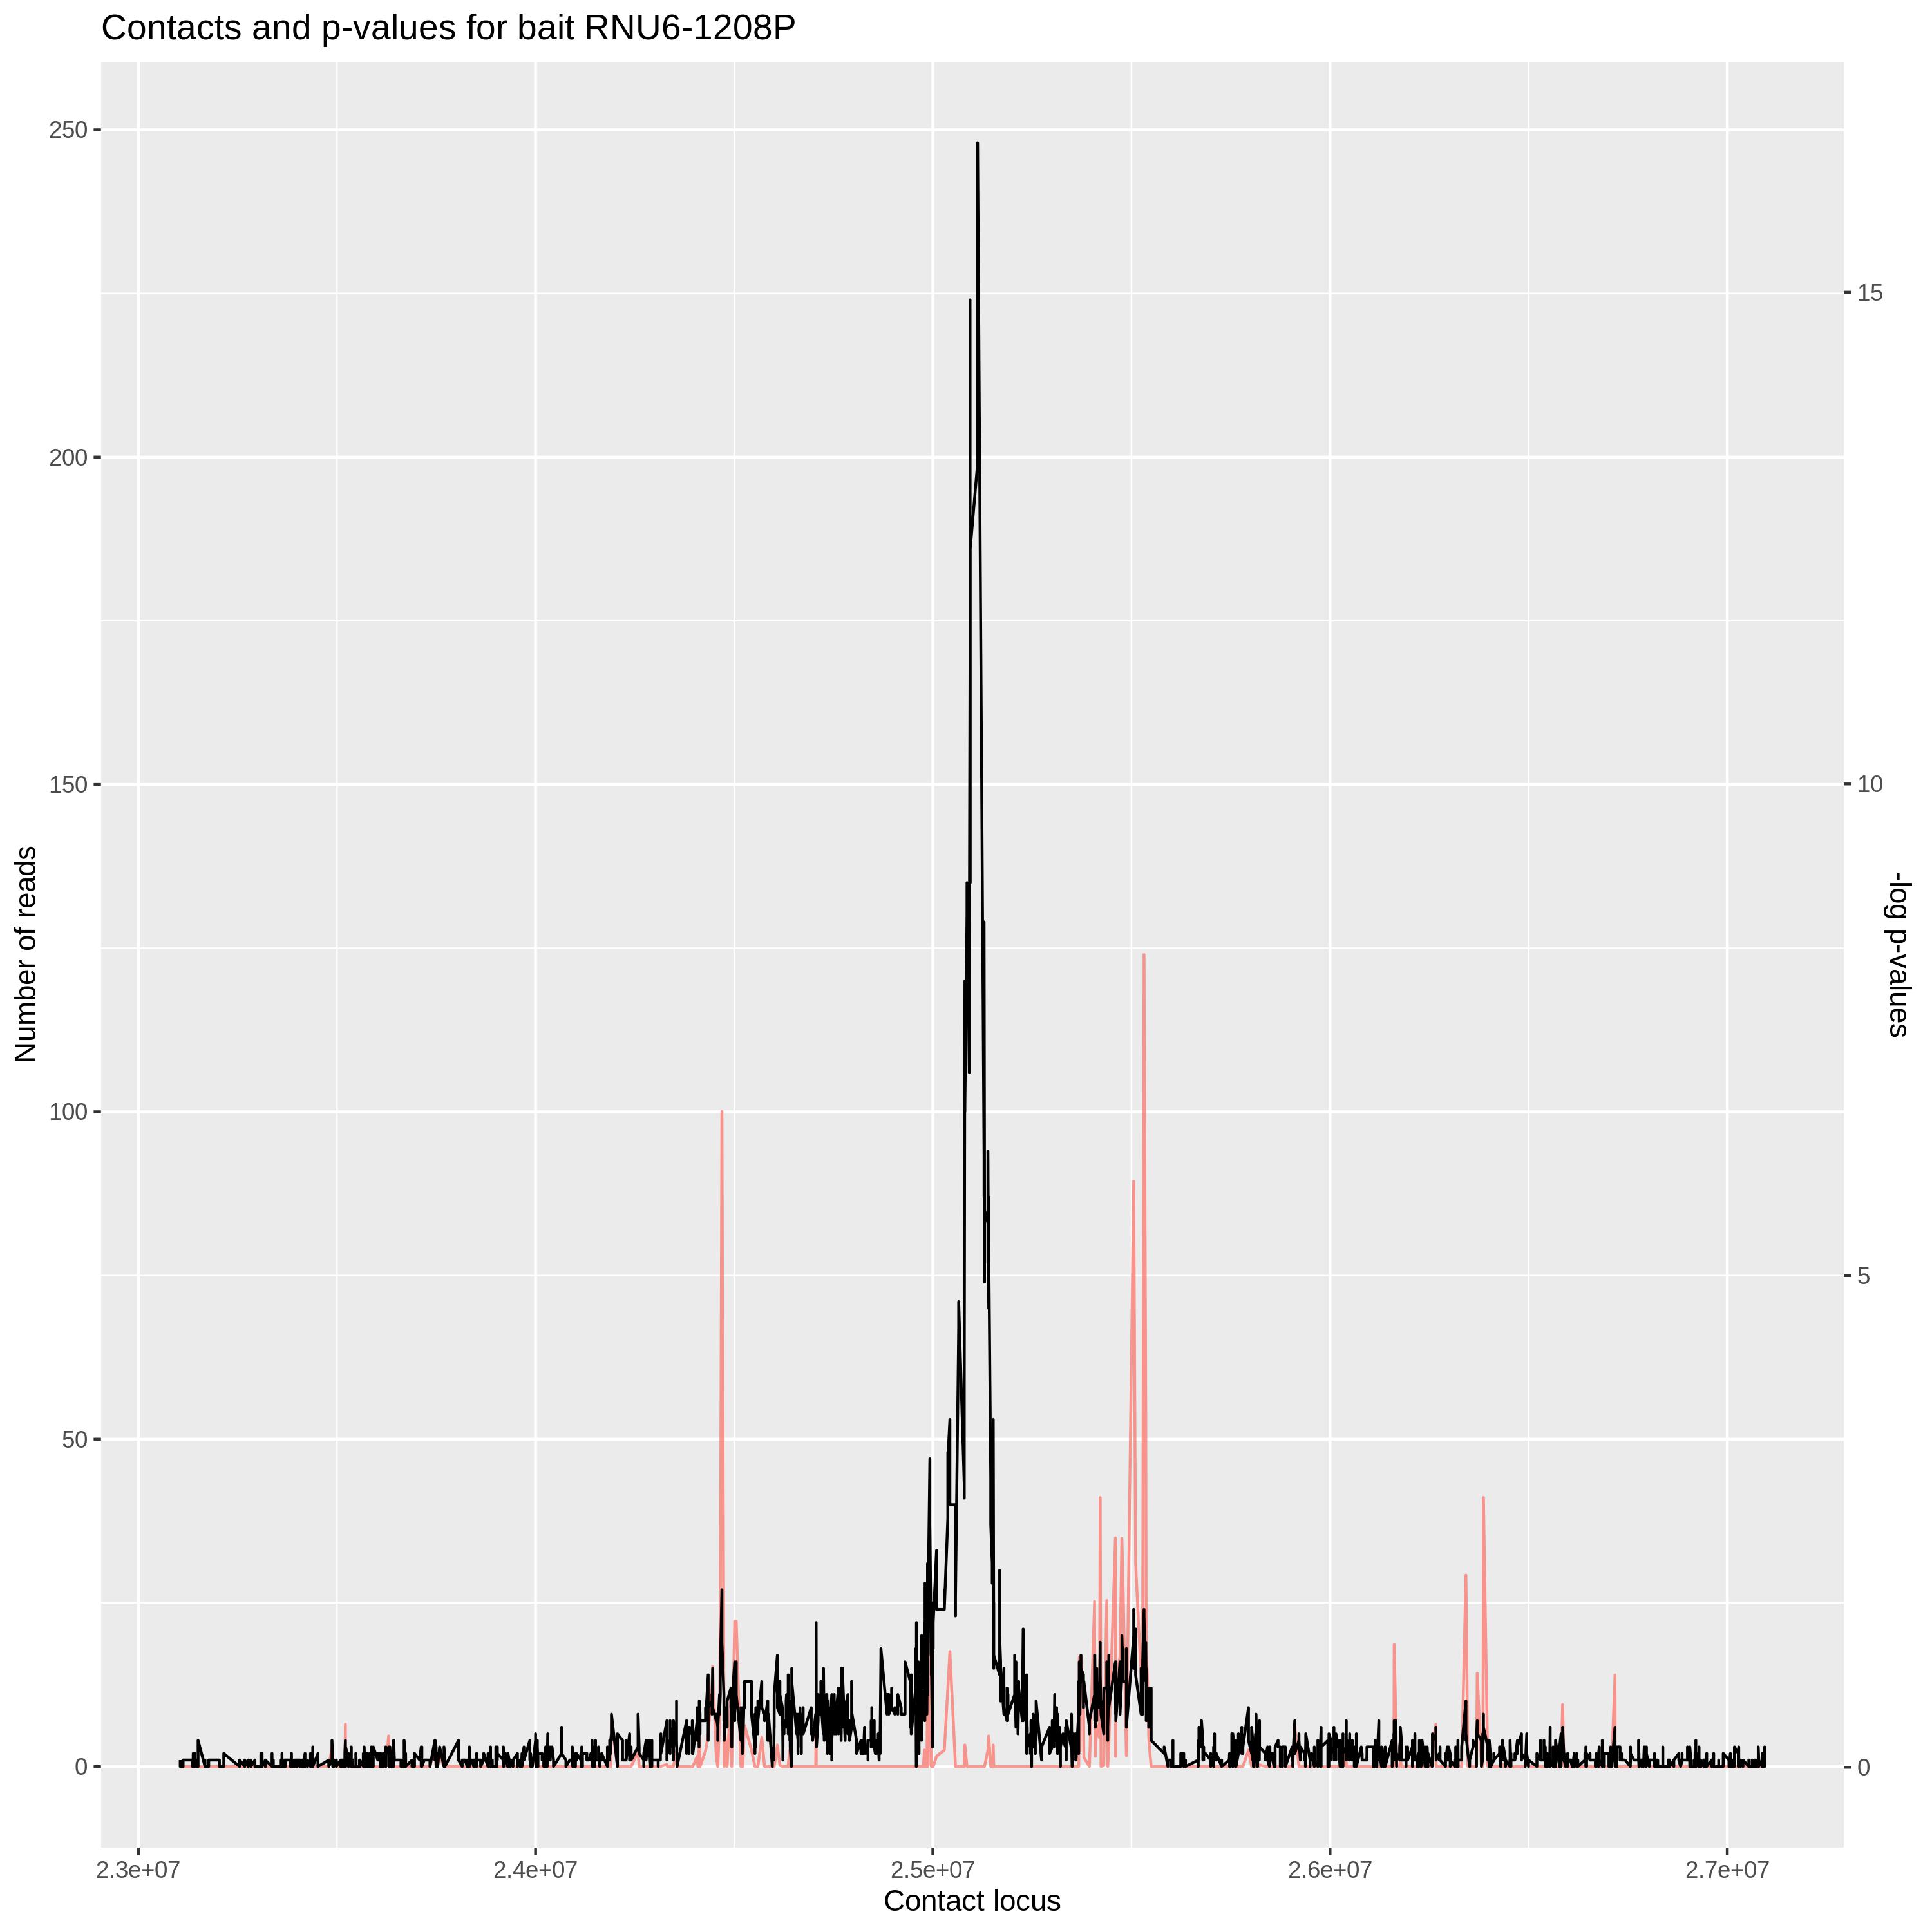 Contacts and p-values for bait RNU6-1208P
250
200
150
100
50
0
Number of reads
15
10
5
0
-log p-values
2.3e+07
2.4e+07
2.5e+07
2.6e+07
2.7e+07
Contact locus